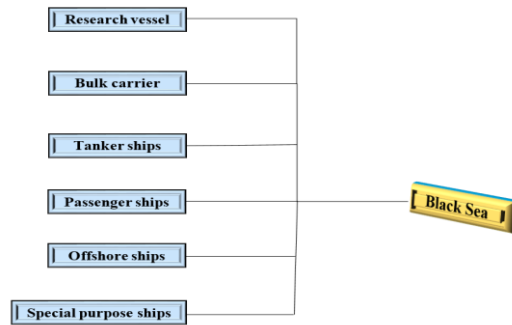 Research vessel
Bulk carrier
Tanker ships
Passenger ships
Black Sea
Offshore ships
Special purpose ships